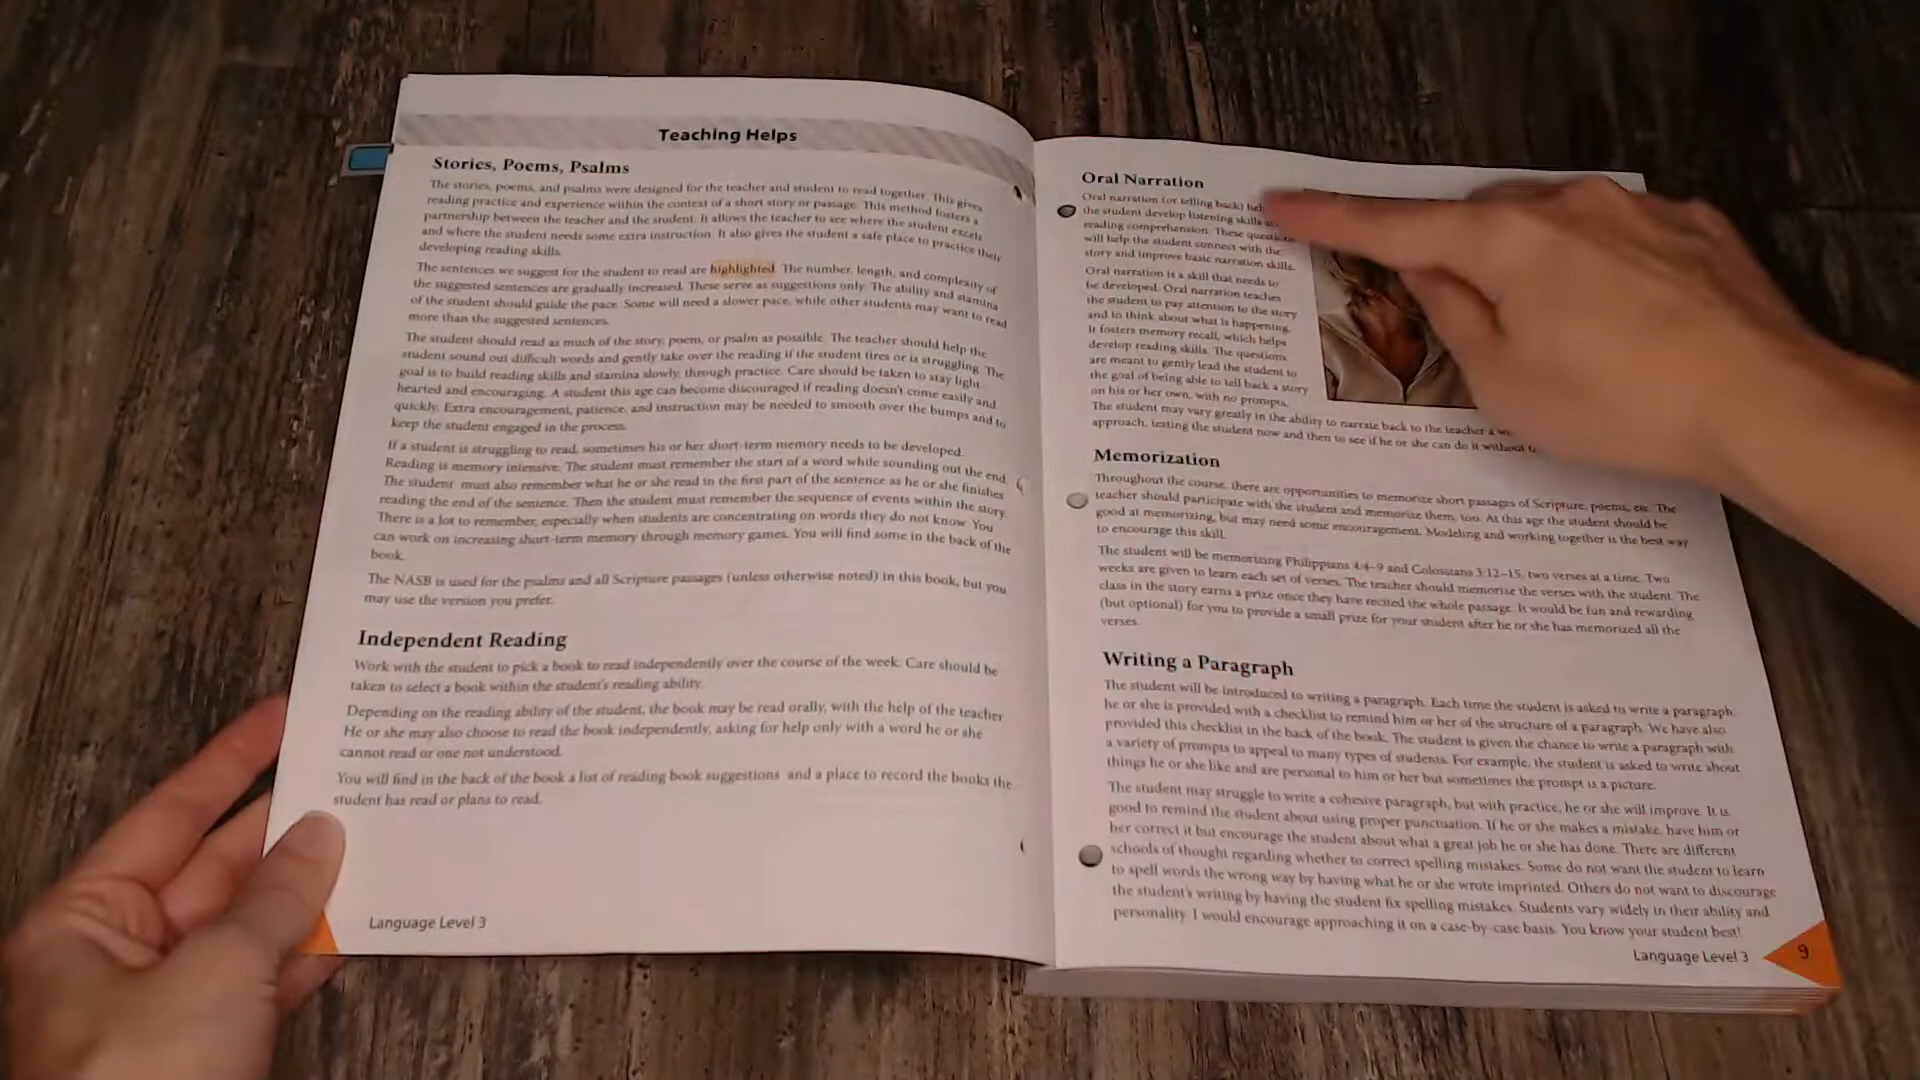 Teaching Helps
Stories, Poems, Psalms
The stories, poems, and psalms were designed for the teacher and student to read together. This gives
reading practice and experience within the context of a short story or passage. This method fosters a
partnership between the teacher and the student. It allows the teacher to see where the student excels
and where the student needs some extra instruction. It also gives the student a safe place to practice their
developing reading skills.
The sentences we suggest for the student to read are highlighted. The number, length, and complexity of
the suggested sentences are gradually increased. These serve as suggestions only. The ability and stamina
of the student should guide the pace. Some will need a slower pace, while other students may want to read
more than the suggested sentences.
The student should read as much of the story, poem, or psalm as possible. The teacher should help the
student sound out difficult words and gently take over the reading if the student tires or is struggling. The
goal is to build reading skills and stamina slowly, through practice. Care should be taken to stay light-
hearted and encouraging. A student this age can become discouraged if reading doesn't come easily and
quickly. Extra encouragement, patience, and instruction may be needed to smooth over the bumps and to
keep the student engaged in the process.
If a student is struggling to read, sometimes his or her short-term memory needs to be developed.
Reading is memory intensive. The student must remember the start of a word while sounding out the end.
The student must also remember what he or she read in the first part of the sentence as he or she finishes
reading the end of the sentence. Then the student must remember the sequence of events within the story.
There is a lot to remember, especially when students are concentrating on words they do not know. You
can work on increasing short-term memory through memory games. You will find some in the back of the
book.
The NASB is used for the psalms and all Scripture passages (unless otherwise noted) in this book, but you
may use the version you prefer.
Independent Reading
Work with the student to pick a book to read independently over the course of the week. Care should be
taken to select a book within the student's reading ability.
Depending on the reading ability of the student, the book may be read orally, with the help of the teacher
He or she may also choose to read the book independently, asking for help only with a word he or she
cannot read or one not understood.
You will find in the back of the book a list of reading book suggestions and a place to record the books the
student has read or plans to read.
Language Level 3
Oral Narration
Oral narration (or telling back)
the student develop listening skills
reading comprehension. These
will help the student connect with the
story and improve basic narration skills.
Oral narration is a skill that needs to
be developed. Oral narration teaches
the student to pay attention to the story
and to think about what is happening.
It fosters memory recall, which helps
develop reading skills. The questions
are meant to gently lead the student to
the goal of being able to tell back a story
on his or her own, with no prompts.
The student may vary greatly in the ability to narrate back to the teacher
approach, testing the student now and then to see if he or she can do it without
Memorization
Throughout the course, there are opportunities to memorize short passages of Scripture, poems, etc. The
teacher should participate with the student and memorize them, too. At this age the student should be
good at memorizing, but may need some encouragement. Modeling and working together is the best way
to encourage this skill.
The student will be memorizing Philippians 4:4–9 and Colossians 3:12–15, two verses at a time. Two
weeks are given to learn each set of verses. The teacher should memorize the verses with the student. The
class in the story earns a prize once they have recited the whole passage. It would be fun and rewarding
(but optional) for you to provide a small prize for your student after he or she has memorized all the
verses.
Writing a Paragraph
The student will be introduced to writing a paragraph. Each time the student is asked to write a paragraph,
he or she is provided with a checklist to remind him or her of the structure of a paragraph. We have also
provided this checklist in the back of the book. The student is given the chance to write a paragraph with
a variety of prompts to appeal to many types of students. For example, the student is asked to write about
things he or she like and are personal to him or her but sometimes the prompt is a picture.
The student may struggle to write a cohesive paragraph, but with practice, he or she will improve. It is
good to remind the student about using proper punctuation. If he or she makes a mistake, have him or
her correct it but encourage the student about what a great job he or she has done. There are different
schools of thought regarding whether to correct spelling mistakes. Some do not want the student to learn
to spell words the wrong way by having what he or she wrote imprinted. Others do not want to discourage
the student's writing by having the student fix spelling mistakes. Students vary widely in their ability and
personality. I would encourage approaching it on a case-by-case basis. You know your student best!
Language Level 3
9